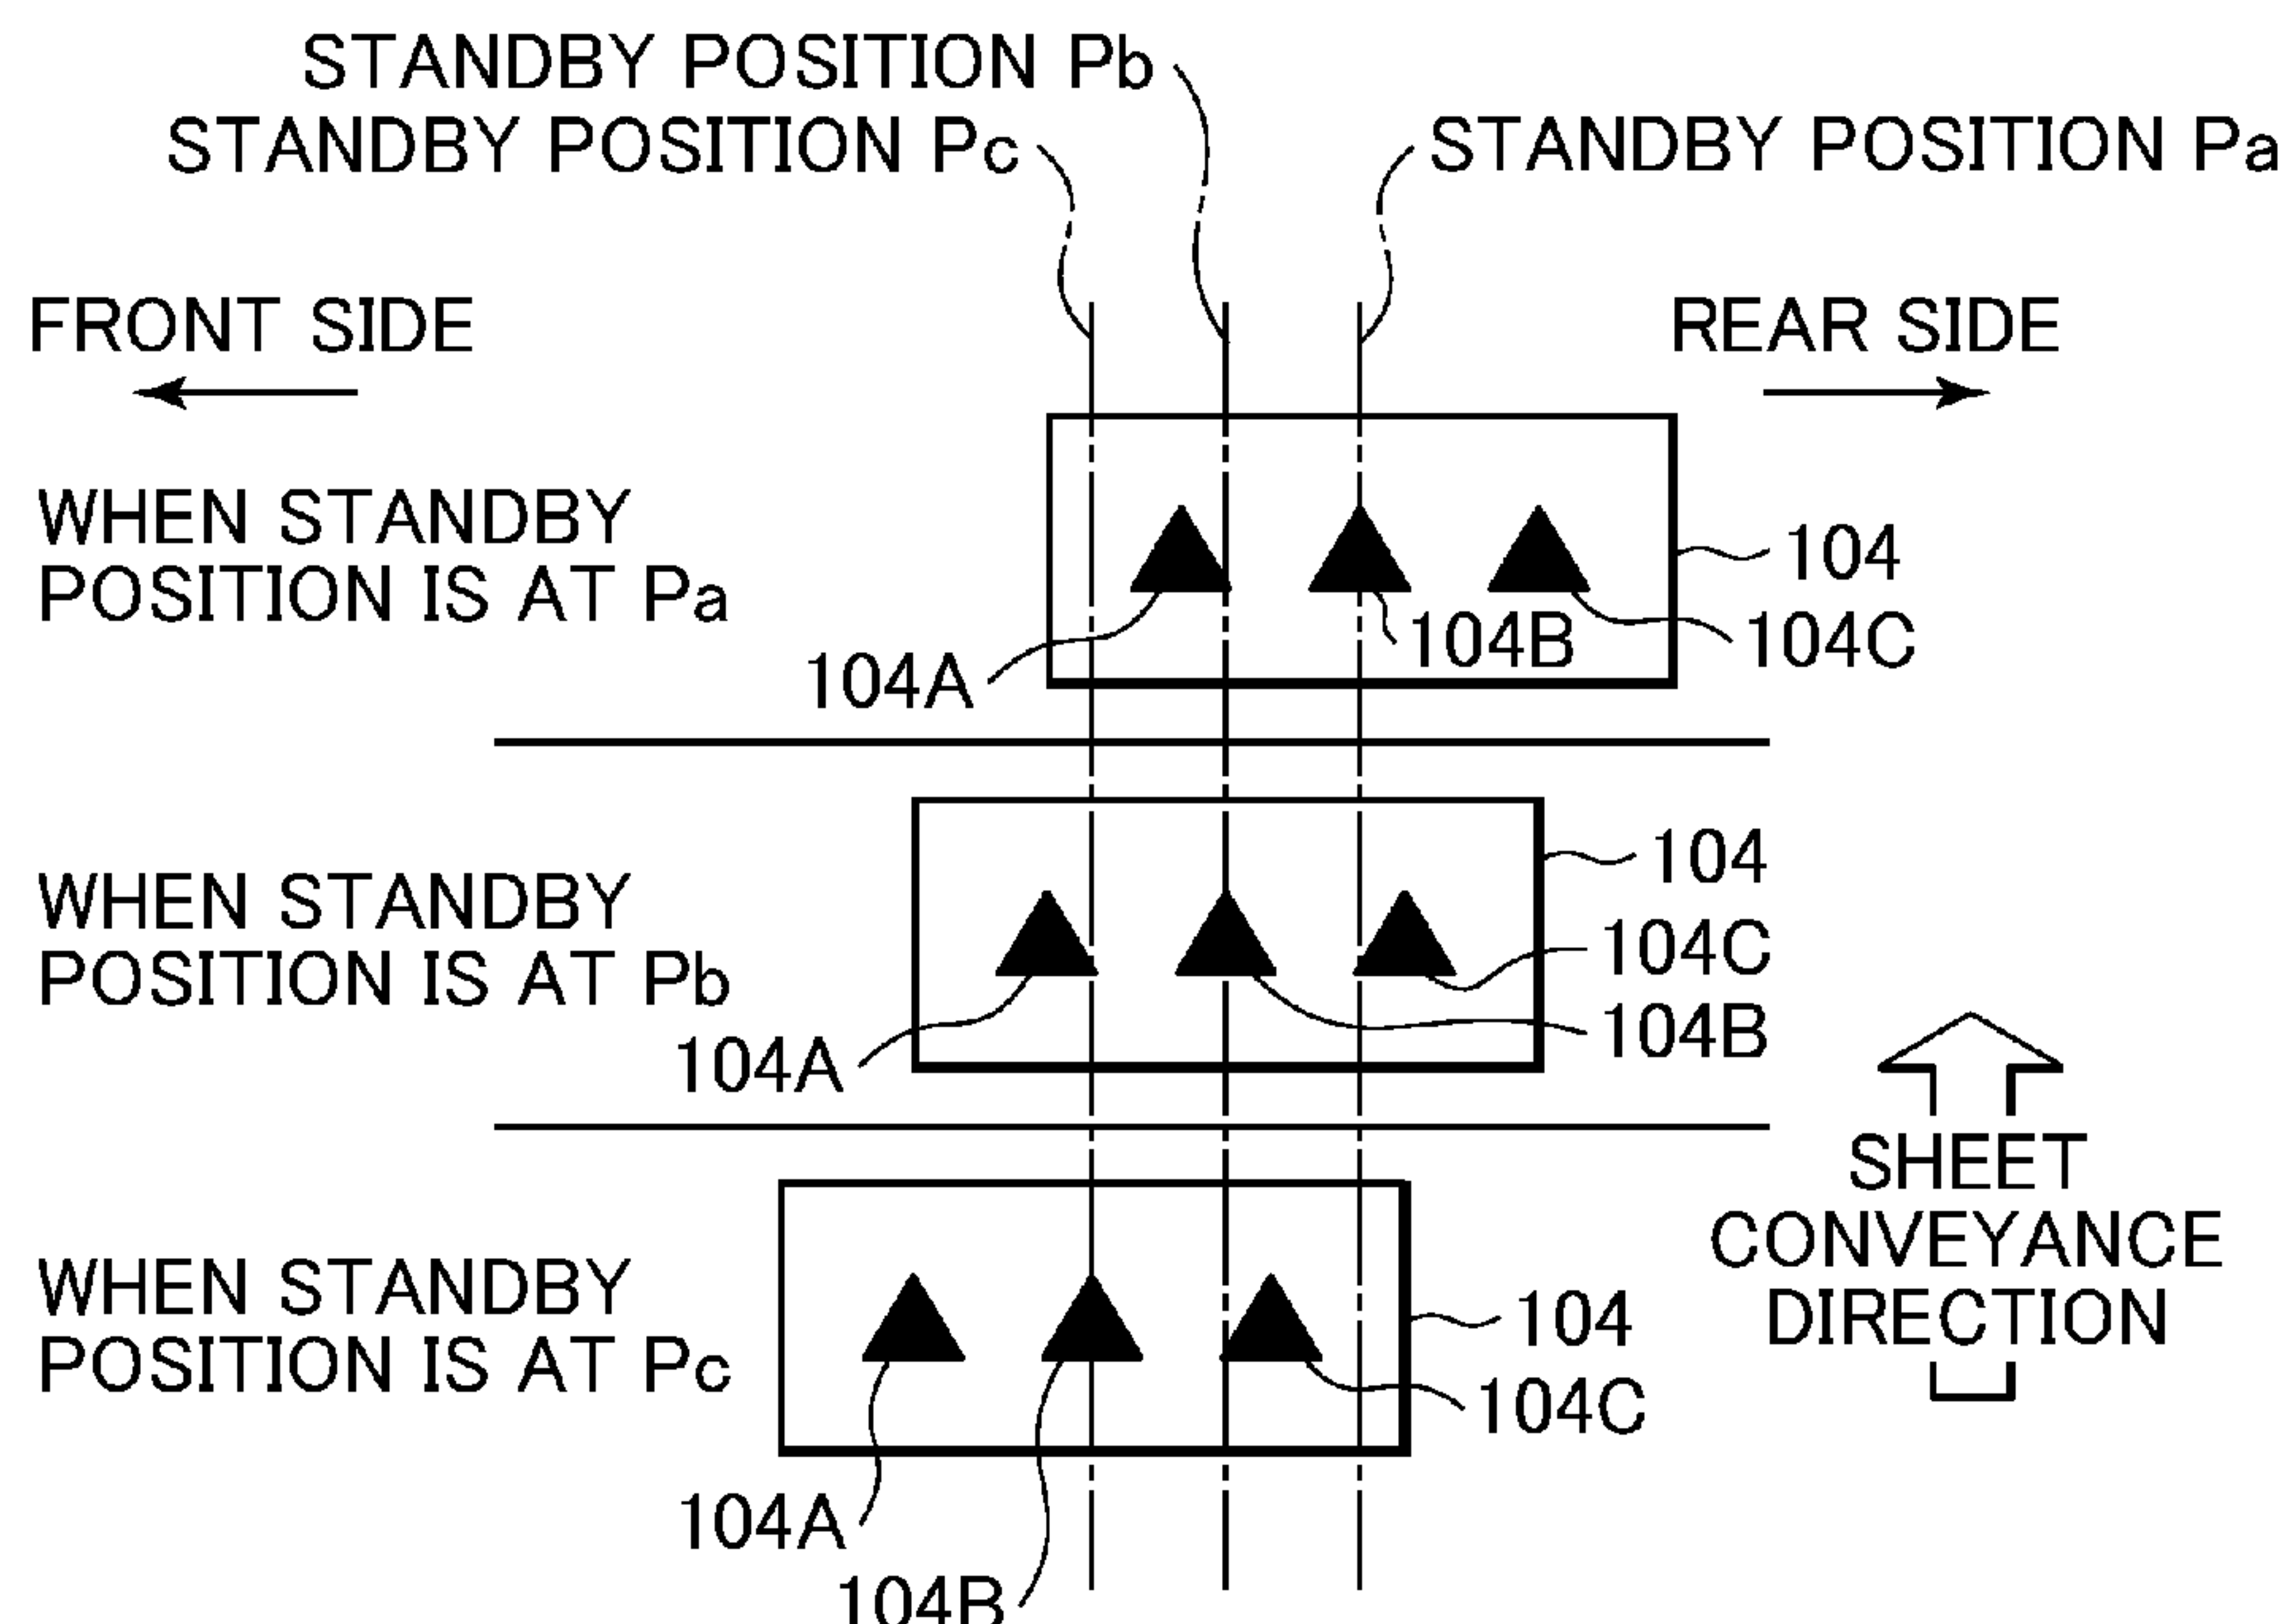 STANDBY POSITION Pb
STANDBY POSITION Pc
STANDBY POSITION Pa
FRONT SIDE
REAR SIDE
WHEN STANDBY
POSITION IS AT Pa
104
104B
104C
104A
WHEN STANDBY
POSITION IS AT Pb
104
104C
104B
104A
SHEET
CONVEYANCE
DIRECTION
WHEN STANDBY
POSITION IS AT Pc
104
104C
104A
104B